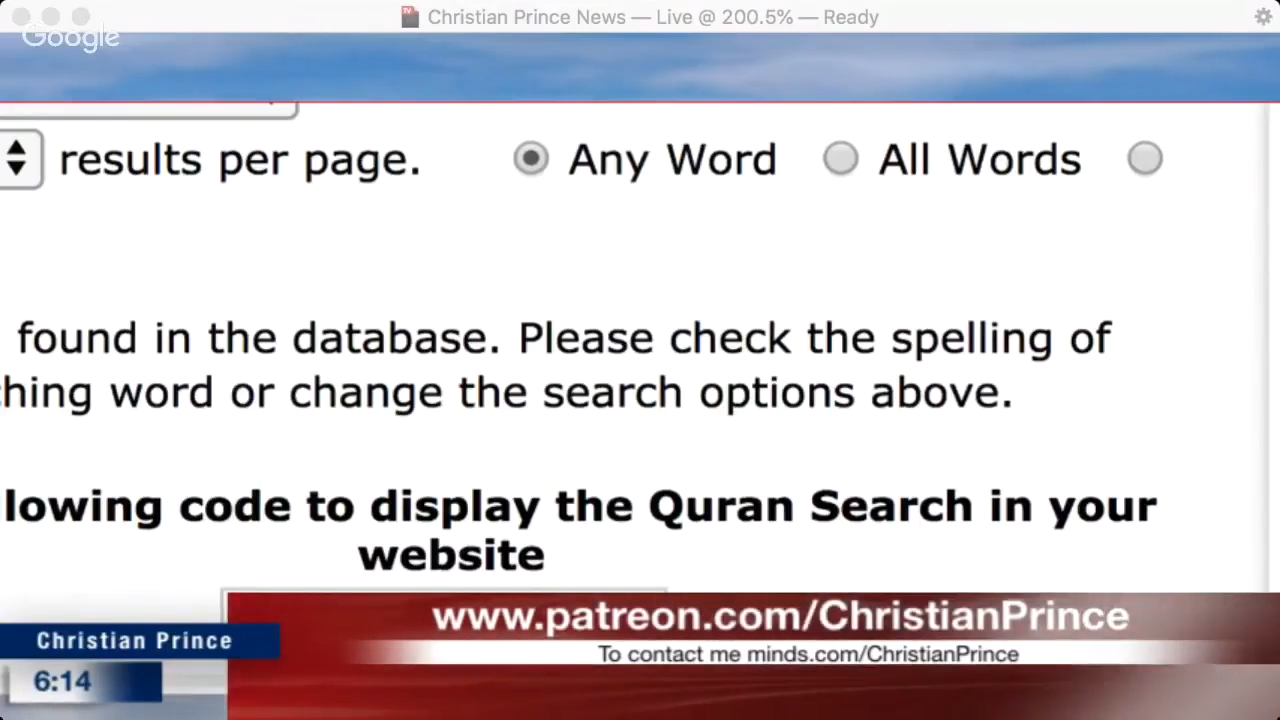 Christian Prince News — Live @ 200.5% — Ready
Google
results per page. Any Word All Words
found in the database. Please check the spelling of
word or change the search options above.
code to display the Quran Search in your
website
www.patreon.com/ChristianPrince
To contact me minds.com/ChristianPrince
Christian Prince
6:14